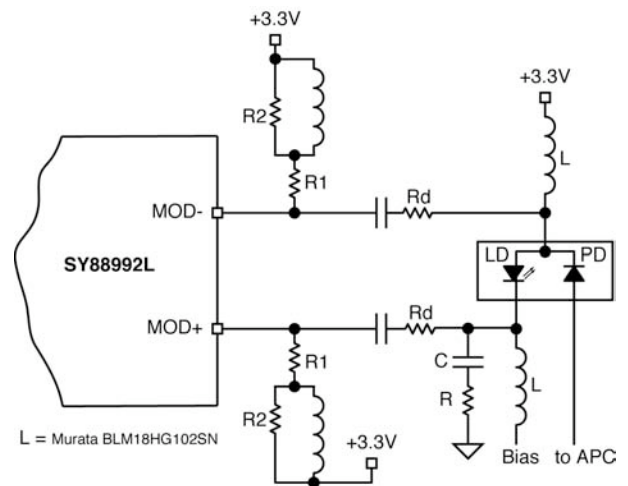 +3.3V
+3.3V
R2
L
R1
Rd
MOD-
SY88992L
LD
PD
MOD+
Rd
R1
C
L
R2
R
+3.3V
L = Murata BLM18HG102SN
Bias
to APC